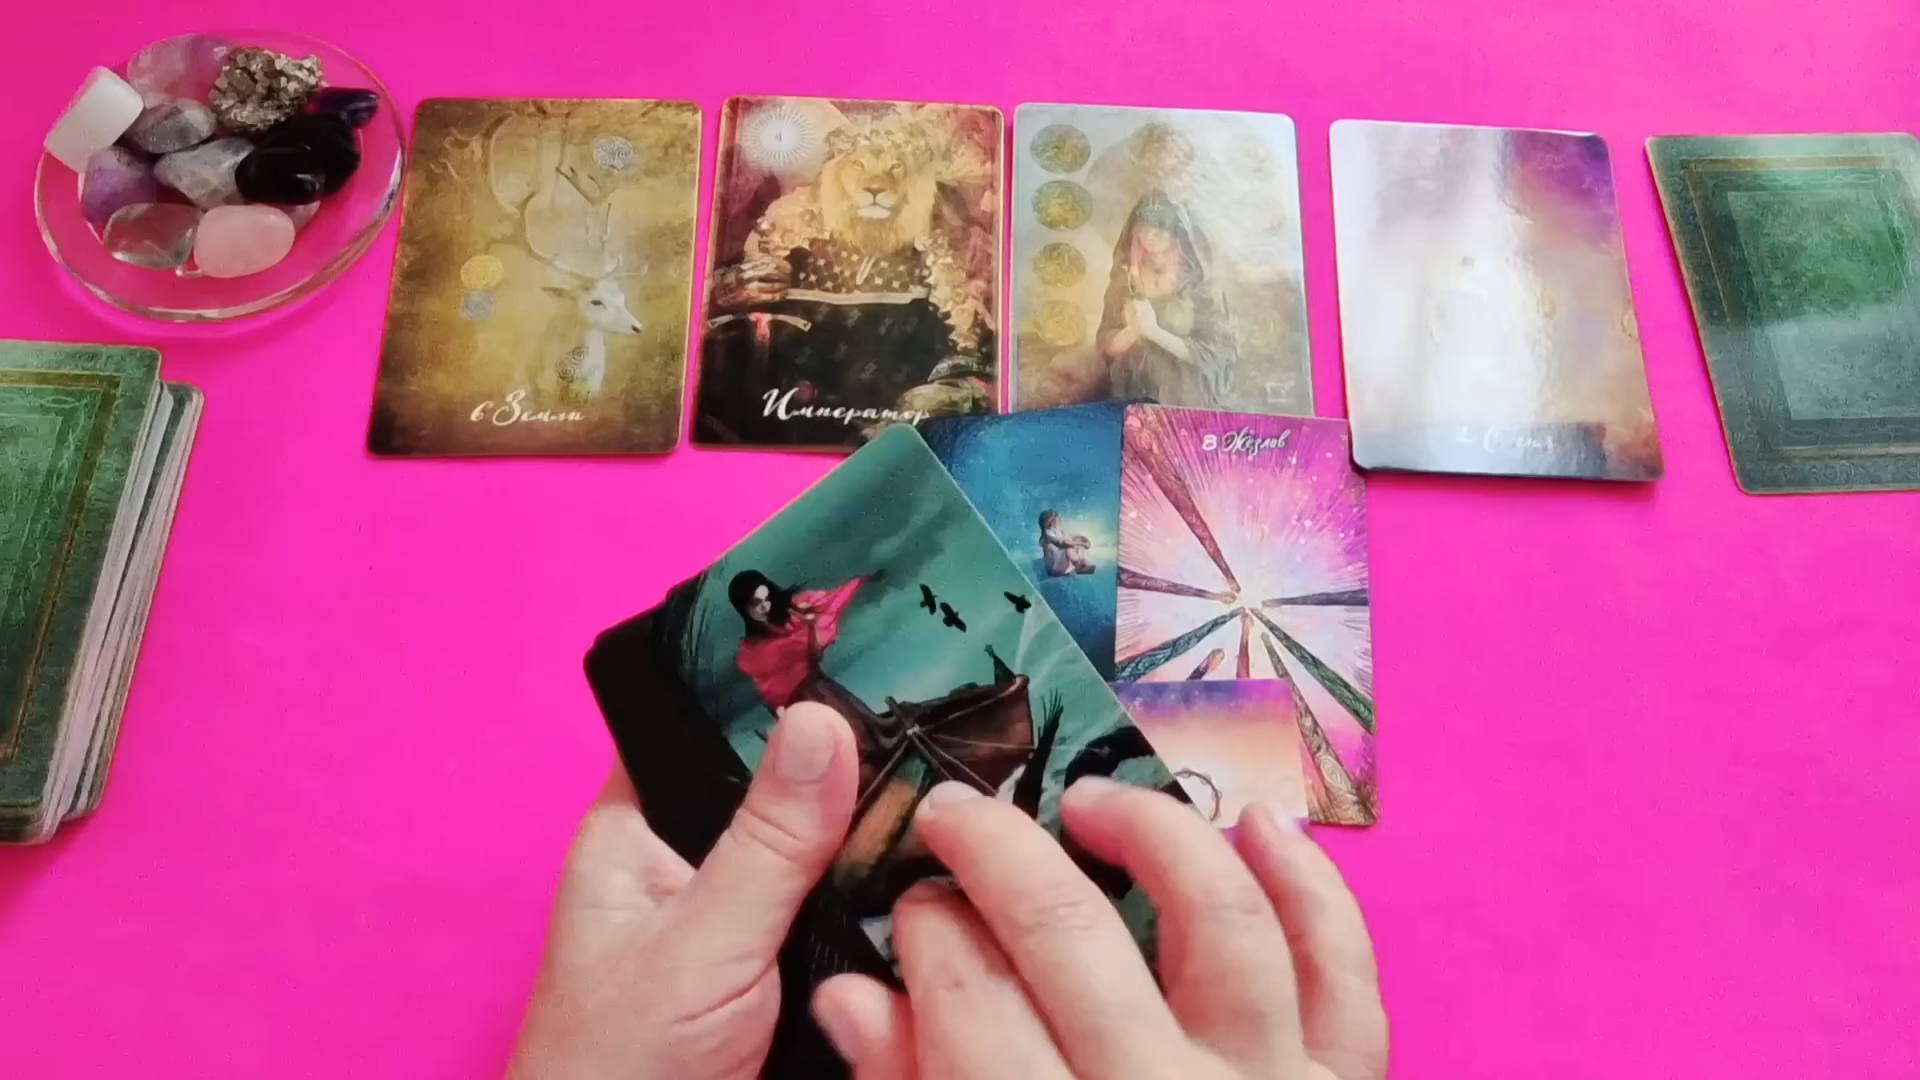 6 Земли
Император
8 Жезлов